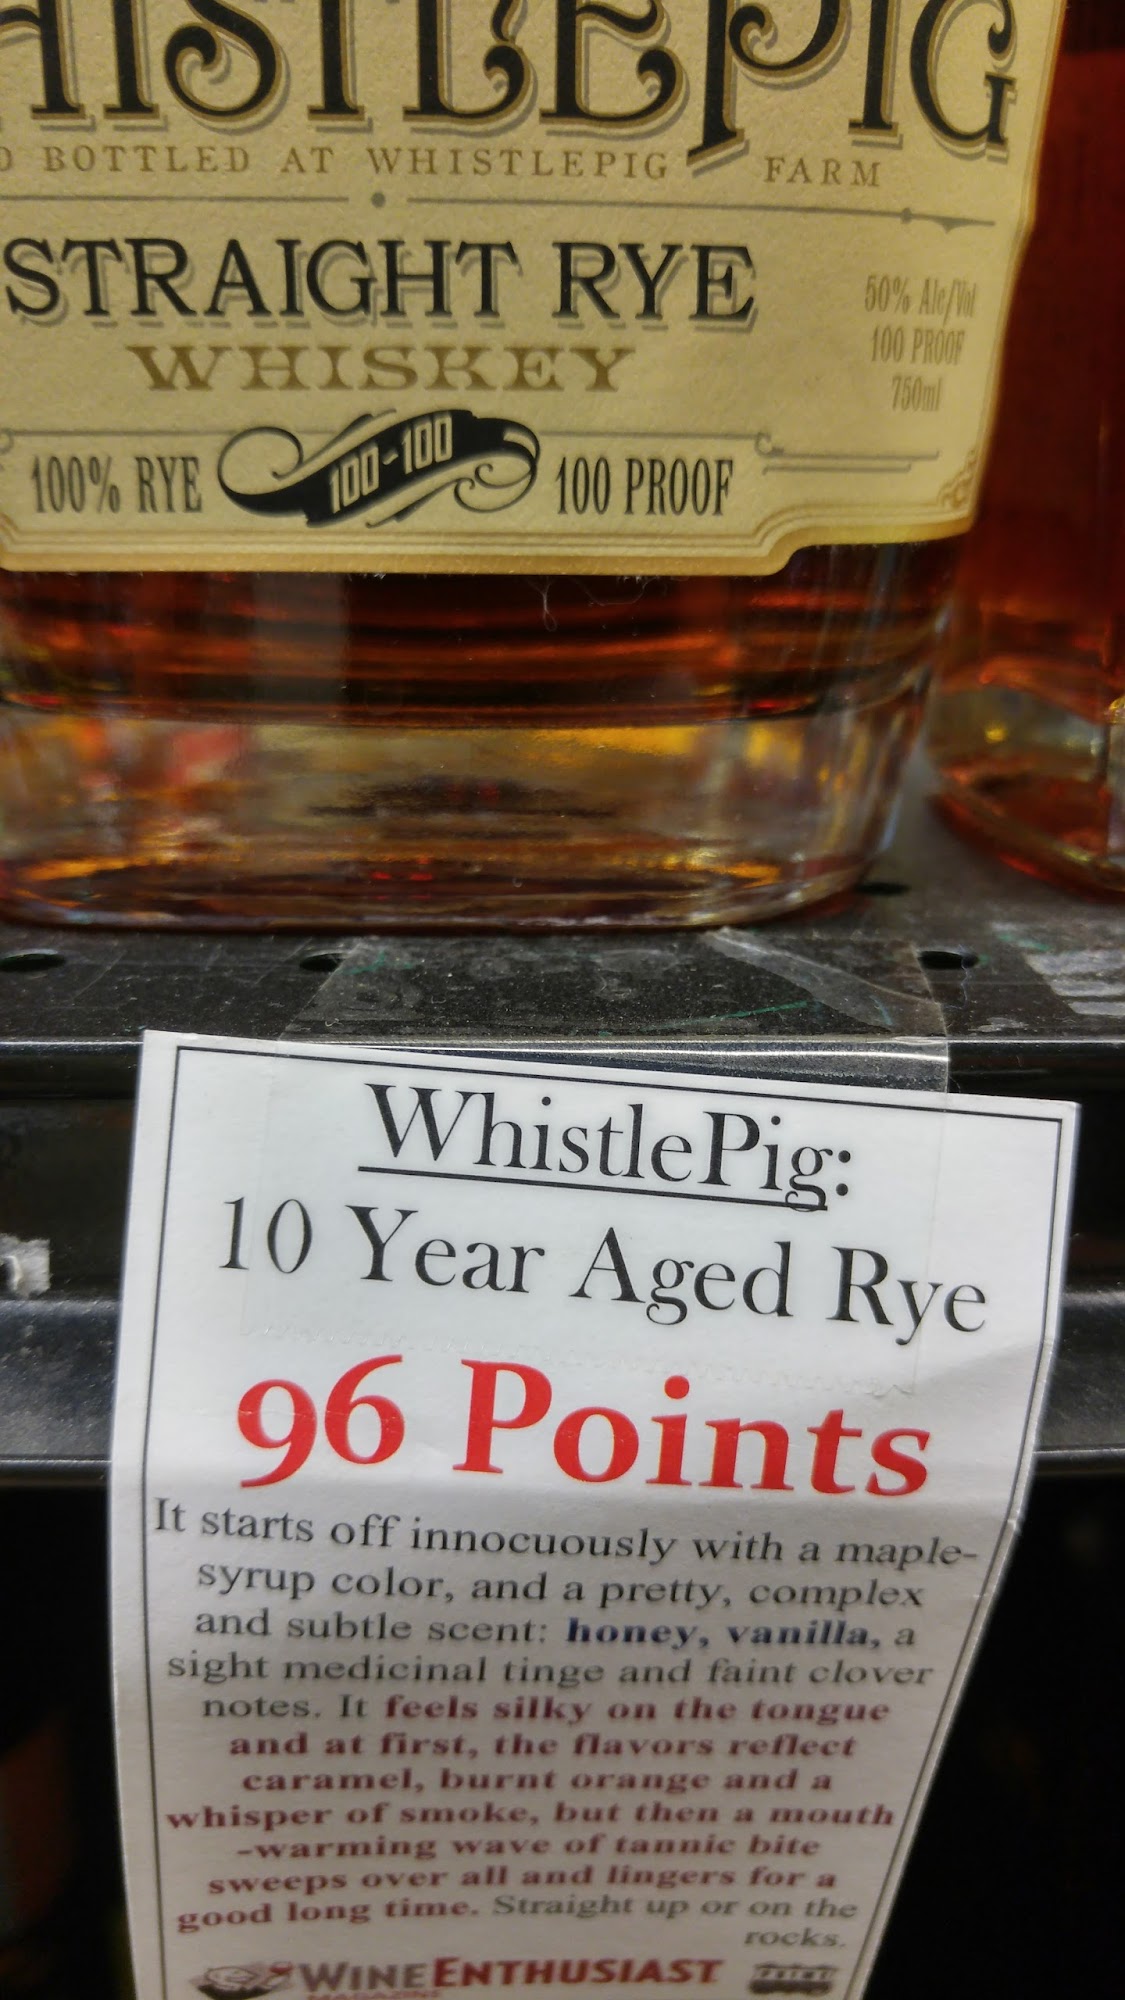 HISTLEPIG
BOTTLED AT WHISTLEPIG FARM
STRAIGHT RYE
WHISKEY
50% Alc/Vol
100 PROOF
750ml
100% RYE 100-100 100 PROOF
WhistlePig:
10 Year Aged Rye
96 Points
It starts off innocuously with a maple-
syrup color, and a pretty, complex
and subtle scent: honey, vanilla, a
sight medicinal tinge and faint clover
notes. It feels silky on the tongue
and at first, the flavors reflect
caramel, burnt orange and a
whisper of smoke, but then a mouth
-warming wave of tannic bite
sweeps over all and lingers for a
good long time. Straight up or on the
rocks.
WINEENTHUSIAST
MAGAZINE